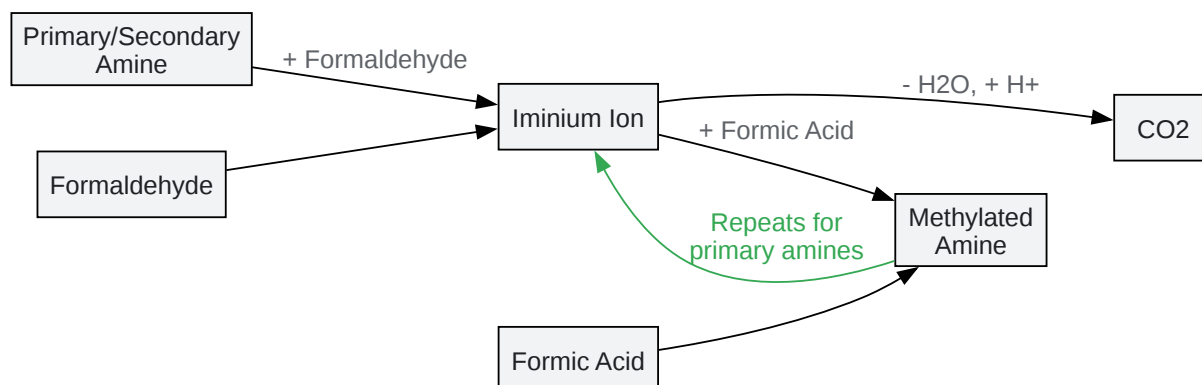 Primary/Secondary
Amine
+ Formaldehyde
- H2O, + H+
Iminium Ion
CO2
+ Formic Acid
Formaldehyde
Methylated
Amine
Repeats for
primary amines
Formic Acid